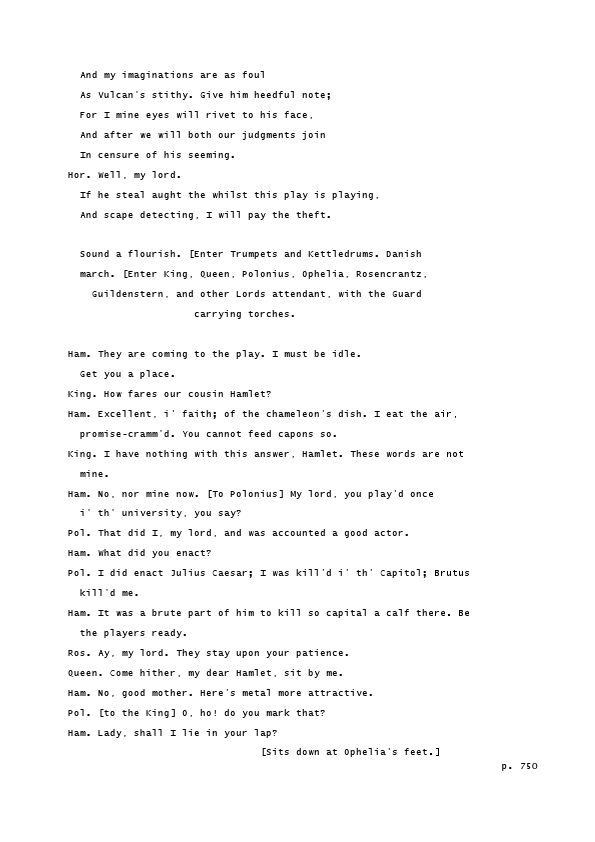 And my imaginations are as foul
As Vulcan's stithy. Give him heedful note;
For I mine eyes will rivet to his face,
And after we will both our judgments join
In censure of his seeming.
Hor. Well, my lord.
If he steal aught the whilst this play is playing,
And scape detecting, I will pay the theft.
Sound a flourish. [Enter Trumpets and Kettledrums. Danish
march. [Enter King, Queen, Polonius, Ophelia, Rosencrantz,
Guildenstern, and other Lords attendant, with the Guard
carrying torches.
Ham. They are coming to the play. I must be idle.
Get you a place.
King. How fares our cousin Hamlet?
Ham. Excellent, i' faith; of the chameleon's dish. I eat the air,
promise-cramm'd. You cannot feed capons so.
King. I have nothing with this answer, Hamlet. These words are not
mine.
Ham. No, nor mine now. [To Polonius] My lord, you play'd once
i' th' university, you say?
Pol. That did I, my lord, and was accounted a good actor.
Ham. What did you enact?
Pol. I did enact Julius Caesar; I was kill'd i' th' Capitol; Brutus
kill'd me.
Ham. It was a brute part of him to kill so capital a calf there. Be
the players ready.
Ros. Ay, my lord. They stay upon your patience.
Queen. Come hither, my dear Hamlet, sit by me.
Ham. No, good mother. Here's metal more attractive.
Pol. [to the King] O, ho! do you mark that?
Ham. Lady, shall I lie in your lap?
[Sits down at Ophelia's feet.]
p. 750